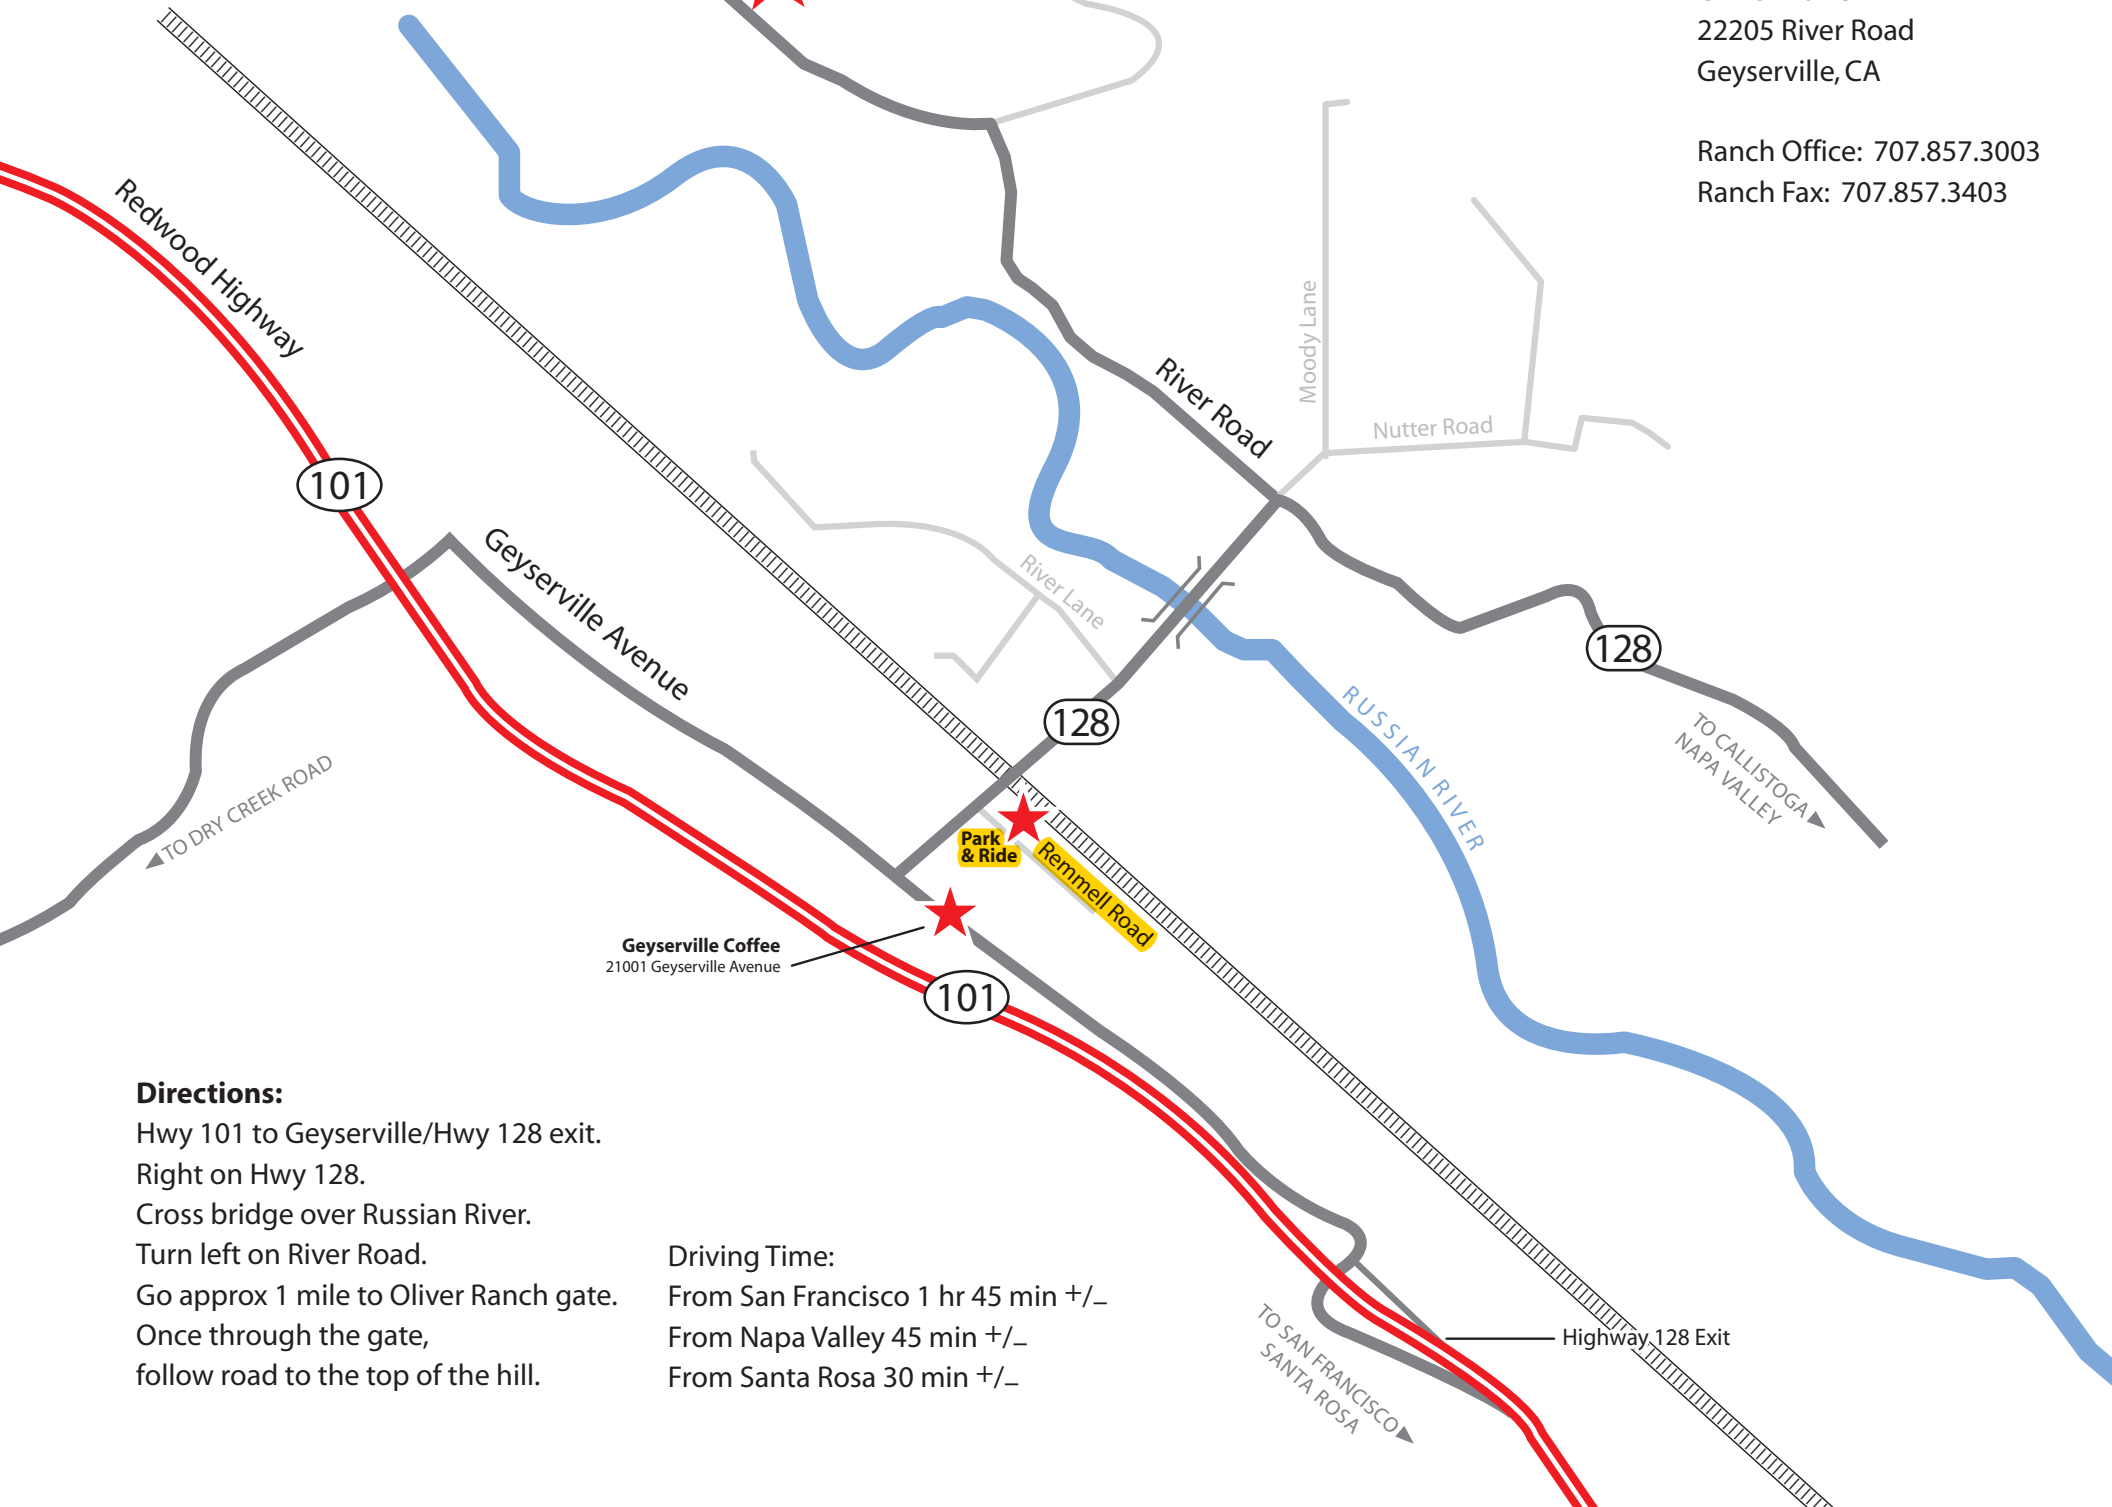 22205 River Road
Geyserville, CA
Ranch Office: 707.857.3003
Ranch Fax: 707.857.3403
Redwood Highway
101
Geyserville Avenue
River Road
Moody Lane
Nutter Road
River Lane
128
128
RUSSIAN RIVER
TO CALLISTOGA
NAPA VALLEY
TO DRY CREEK ROAD
Park
& Ride
Remmell Road
Geyserville Coffee
21001 Geyserville Avenue
101
Directions:
Hwy 101 to Geyserville/Hwy 128 exit.
Right on Hwy 128.
Cross bridge over Russian River.
Turn left on River Road.
Go approx 1 mile to Oliver Ranch gate.
Once through the gate,
follow road to the top of the hill.
Driving Time:
From San Francisco 1 hr 45 min +/_
From Napa Valley 45 min +/_
From Santa Rosa 30 min +/_
TO SAN FRANCISCO
SANTA ROSA
Highway 128 Exit